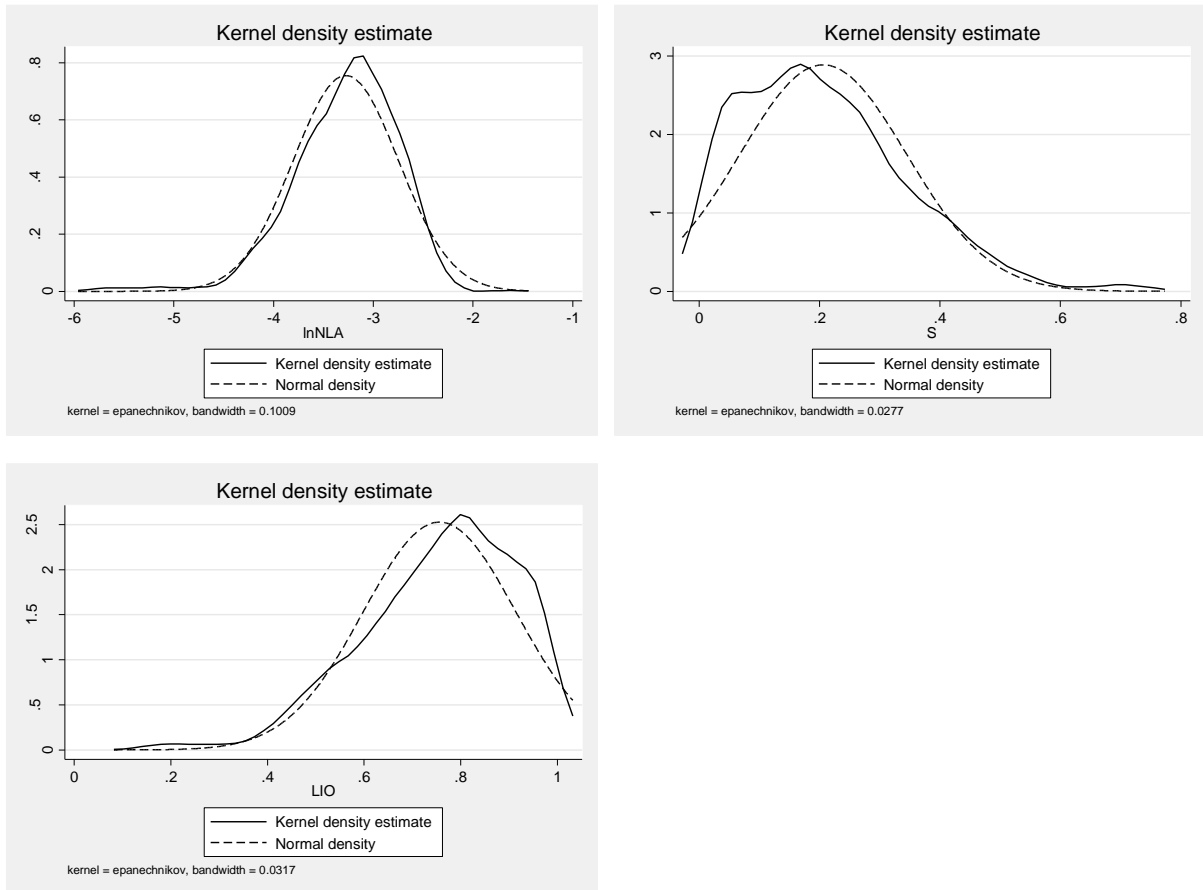 Kernel density estimate
.8
.6
.4
.2
0
-6
-5
-4
-3
-2
-1
lnNLA
Kernel density estimate
Normal density
kernel = epanechnikov, bandwidth = 0.1009
Kernel density estimate
3
2
1
0
0
.2
.4
.6
.8
S
Kernel density estimate
Normal density
kernel = epanechnikov, bandwidth = 0.0277
Kernel density estimate
2.5
2
1.5
1
.5
0
0
.2
.4
.6
.8
1
LIO
Kernel density estimate
Normal density
kernel = epanechnikov, bandwidth = 0.0317